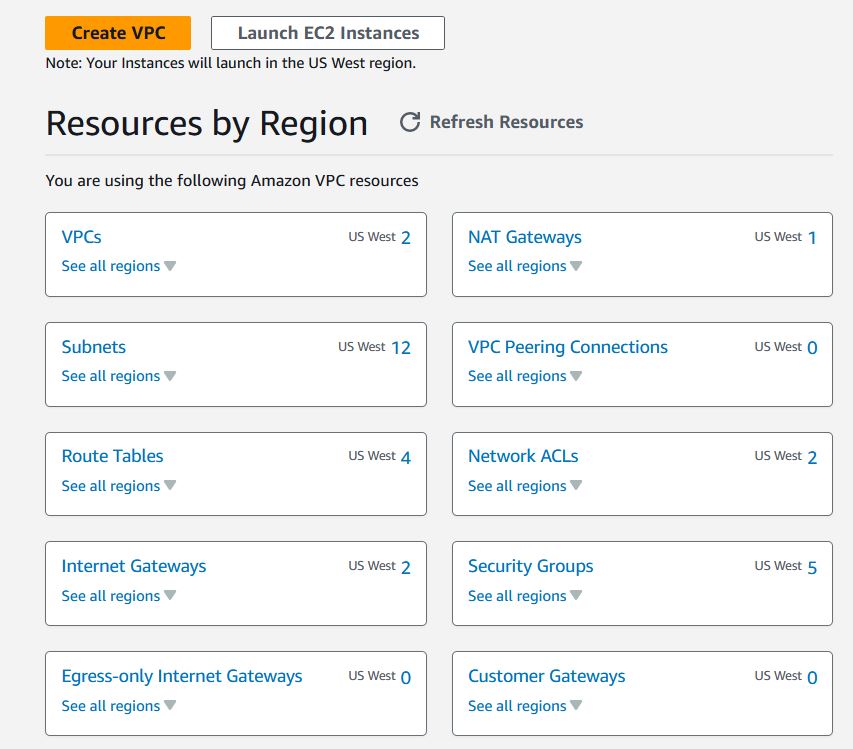 Create VPC
Launch EC2 Instances
Note: Your Instances will launch in the US West region.
Resources by Region
Refresh Resources
You are using the following Amazon VPC resources
VPCs
US West 2
See all regions
NAT Gateways
US West 1
See all regions
Subnets
US West 12
See all regions
VPC Peering Connections
US West 0
See all regions
Route Tables
US West 4
See all regions
Network ACLs
US West 2
See all regions
Internet Gateways
US West 2
See all regions
Security Groups
US West 5
See all regions
Egress-only Internet Gateways
US West 0
See all regions
Customer Gateways
US West 0
See all regions